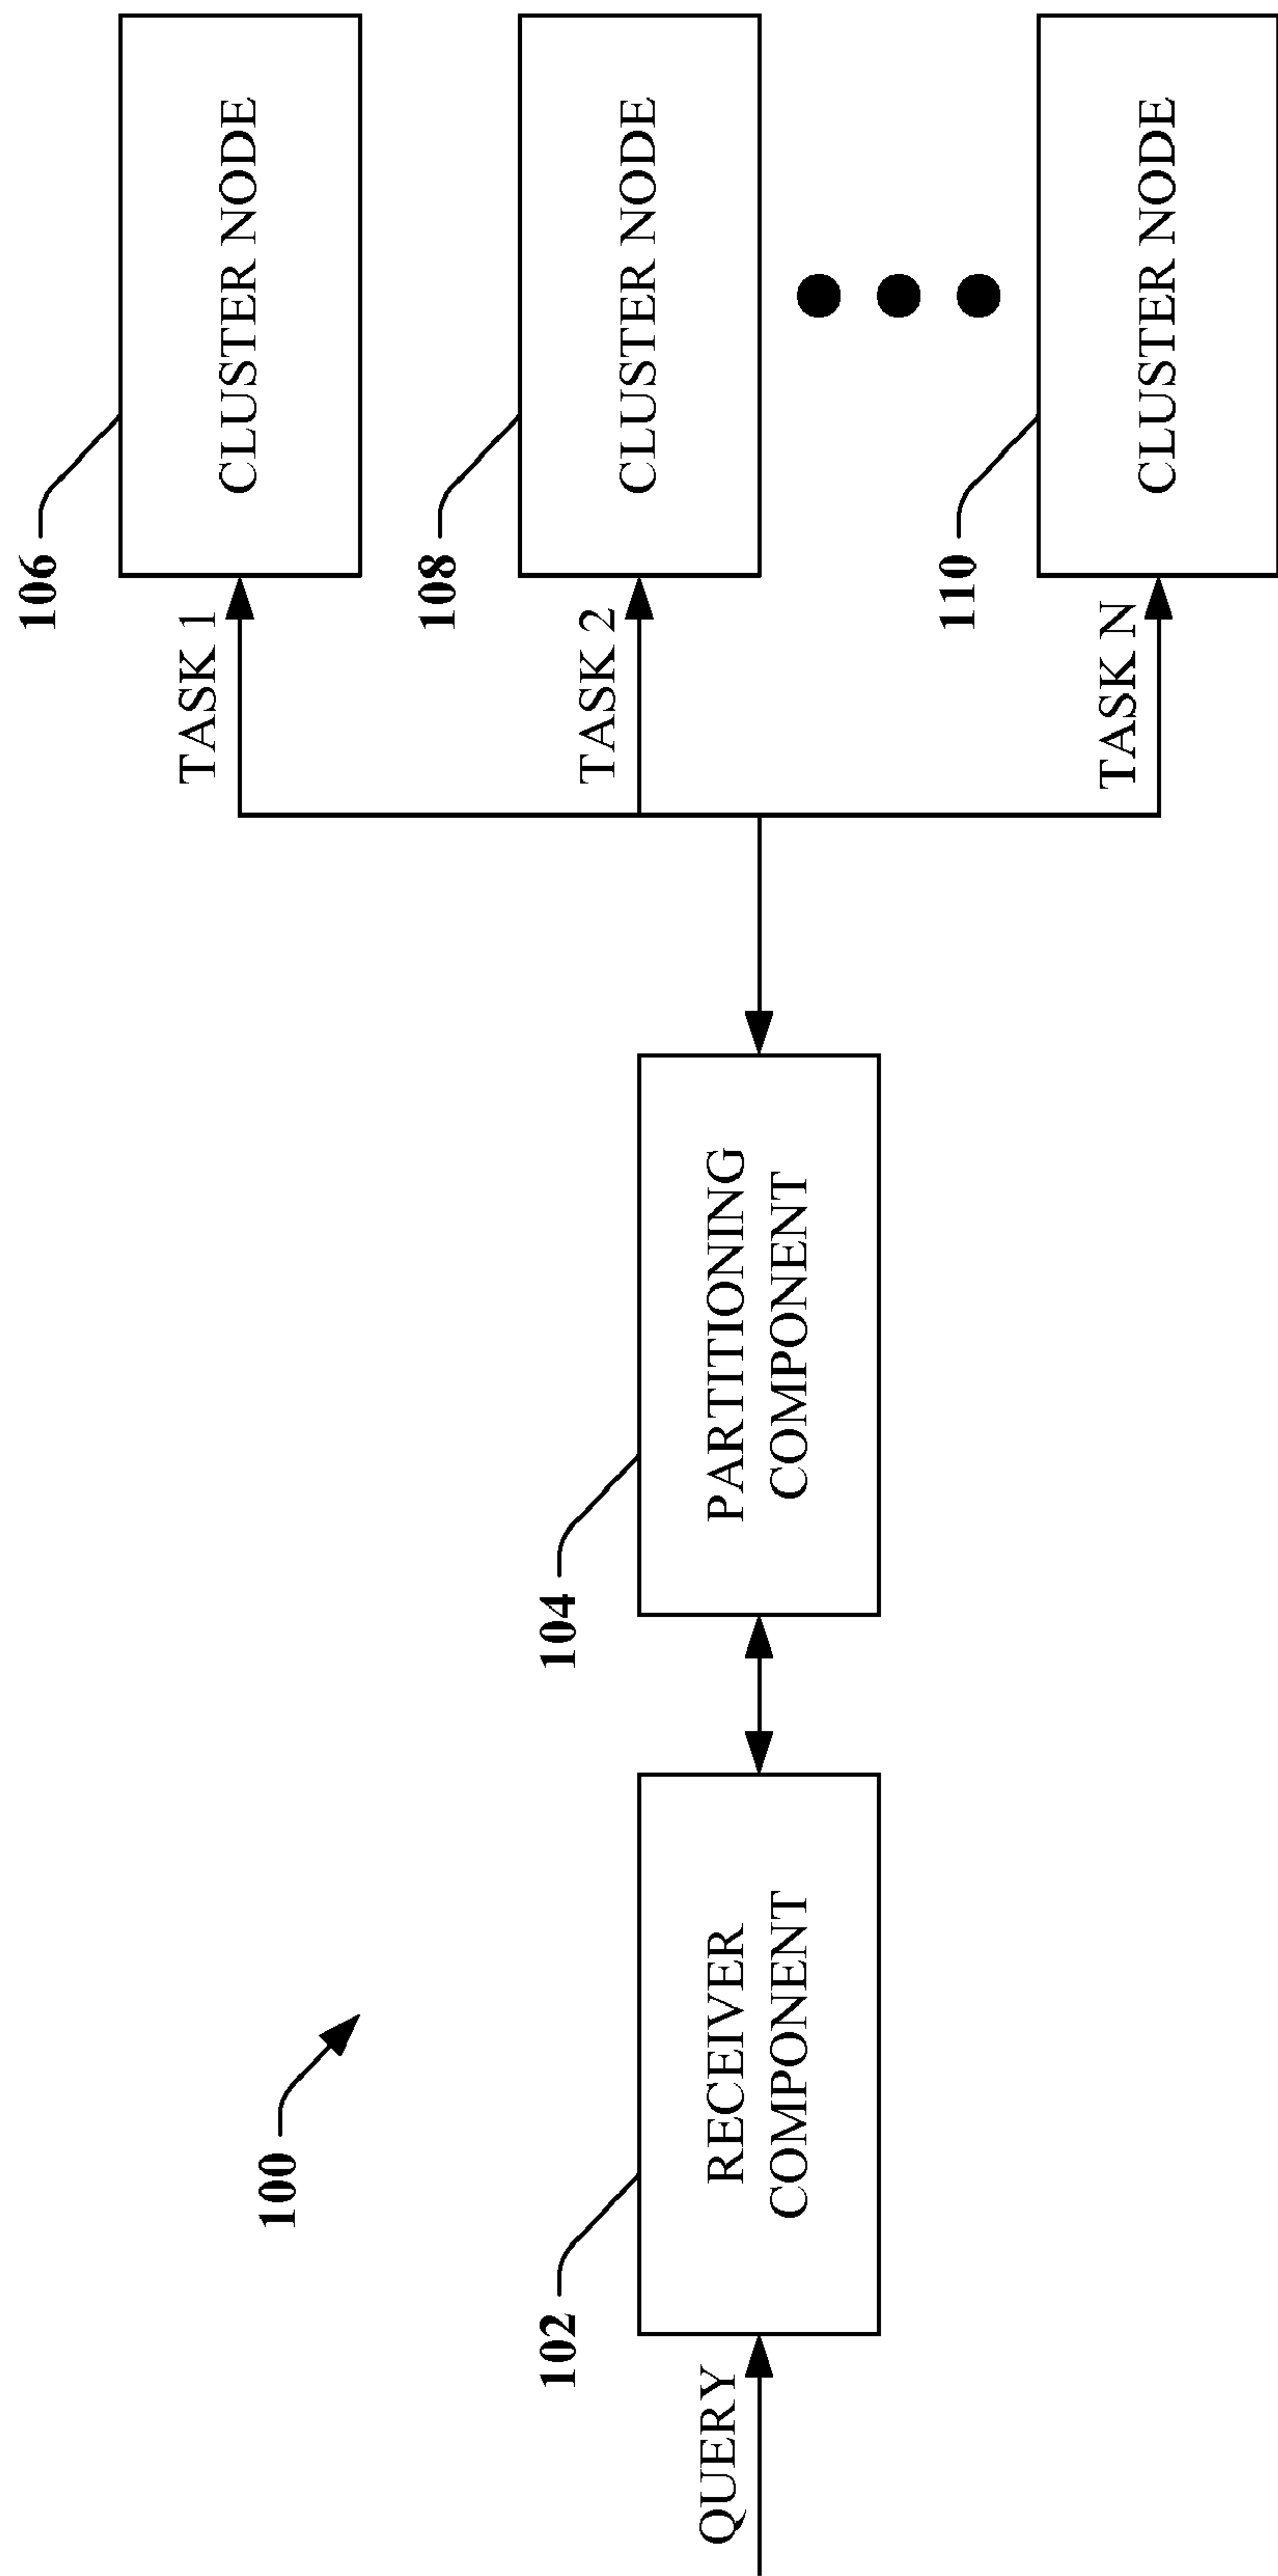 100
QUERY
102
RECEIVER
COMPONENT
104
PARTITIONING
COMPONENT
TASK 1
106
CLUSTER NODE
TASK 2
108
CLUSTER NODE
TASK N
110
CLUSTER NODE